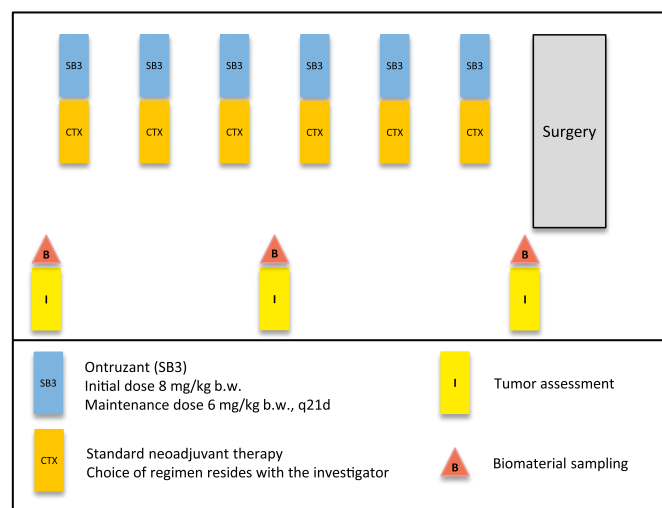 SB3 SB3 SB3 SB3 SB3 SB3
CTX CTX CTX CTX CTX CTX
Surgery
B B B
I I I
SB3
Ontruzant (SB3)
Initial dose 8 mg/kg b.w.
Maintenance dose 6 mg/kg b.w., q21d
I
Tumor assessment
CTX
Standard neoadjuvant therapy
Choice of regimen resides with the investigator
B
Biomaterial sampling